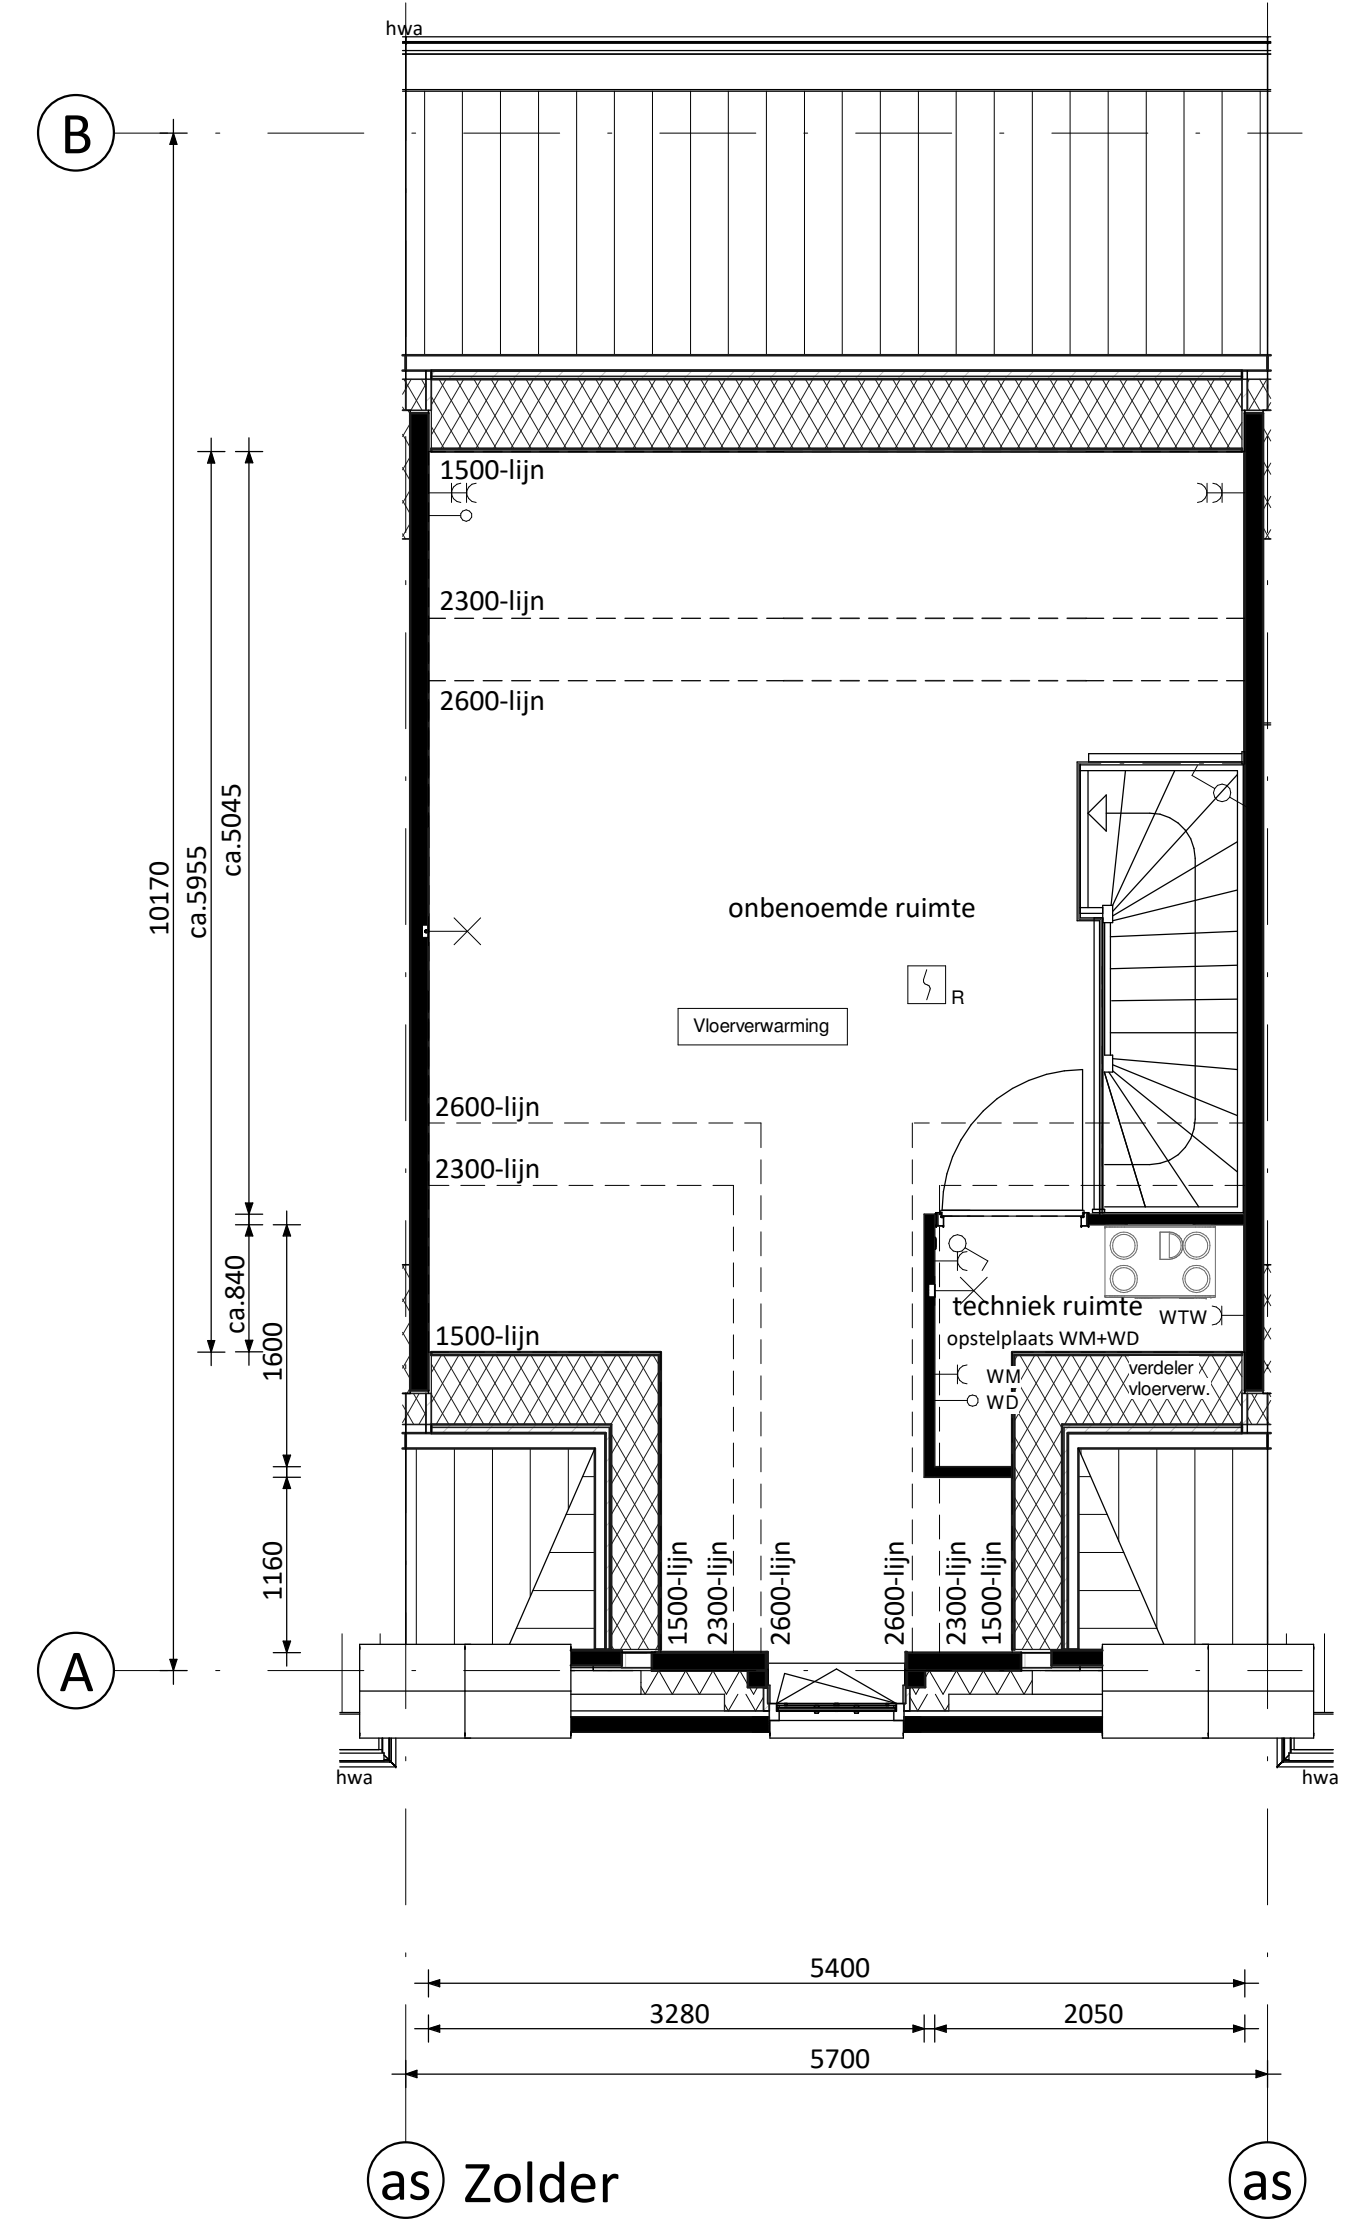 hwa
B
1500-lijn
2300-lijn
2600-lijn
10170
ca.5955
ca.5045
onbenoemde ruimte
R
Vloerverwarming
2600-lijn
2300-lijn
ca.840
1600
1500-lijn
techniek ruimte
WTW
opstelplaats WM+WD
verdeler
vloerverw.
WM
WD
1160
1500-lijn
2300-lijn
2600-lijn
2600-lijn
2300-lijn
1500-lijn
A
hwa
hwa
5400
3280
2050
5700
as
Zolder
as